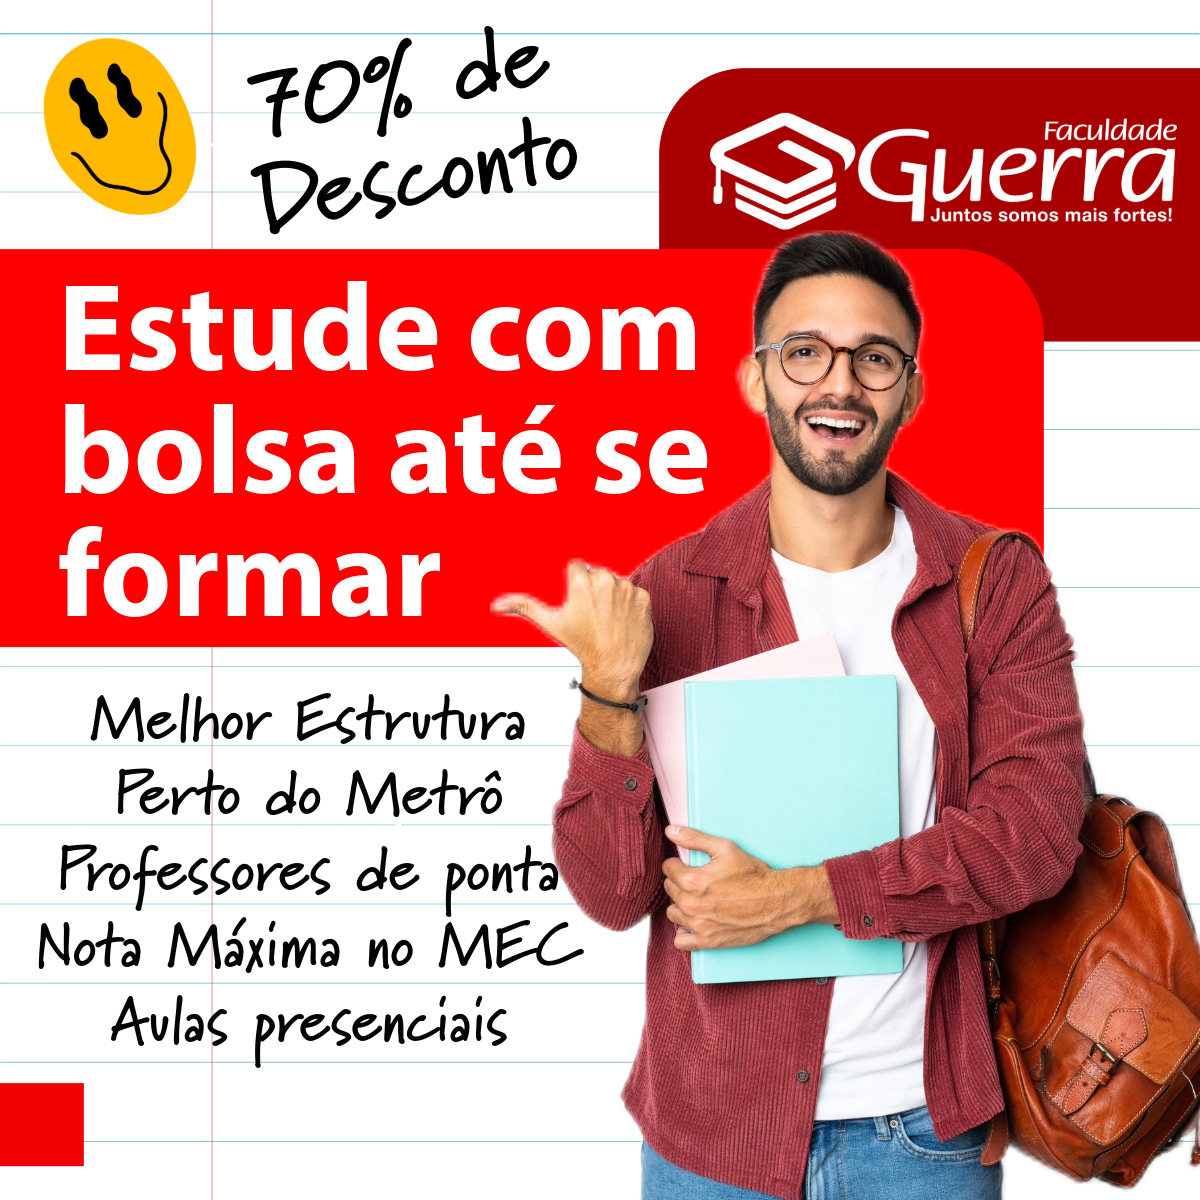 70% de
Desconto
Faculdade
Guerra
Juntos somos mais fortes!
Estude com
bolsa até se
formar
Melhor Estrutura
Perto do Metrô
Professores de ponta
Nota Máxima no MEC
Aulas presenciais